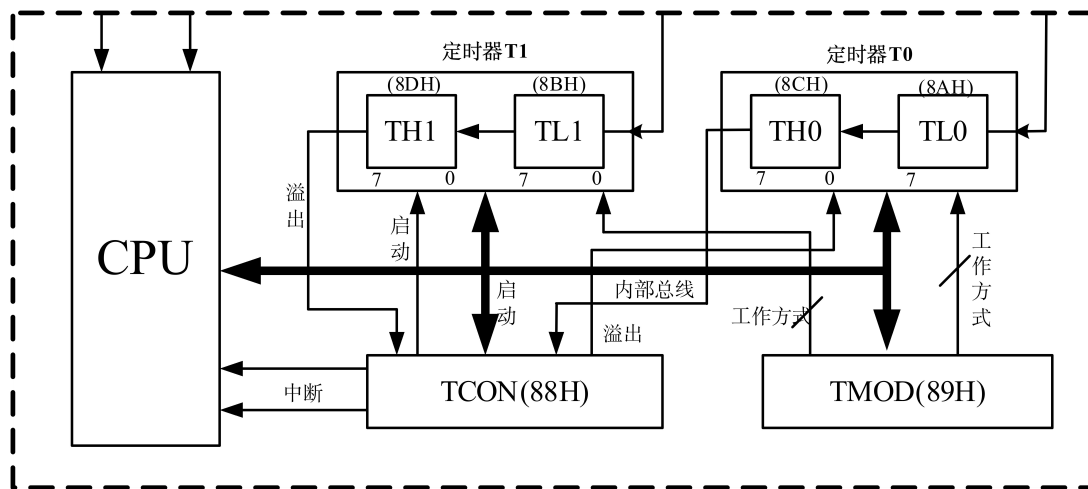 定时器T1
定时器T0
(8DH)
(8BH)
(8CH)
(8AH)
TH1
TL1
TH0
TL0
7
0
7
0
7
0
7
溢出
启动
CPU
工作方式
启动
内部总线
工作方式
溢出
中断
TCON(88H)
TMOD(89H)